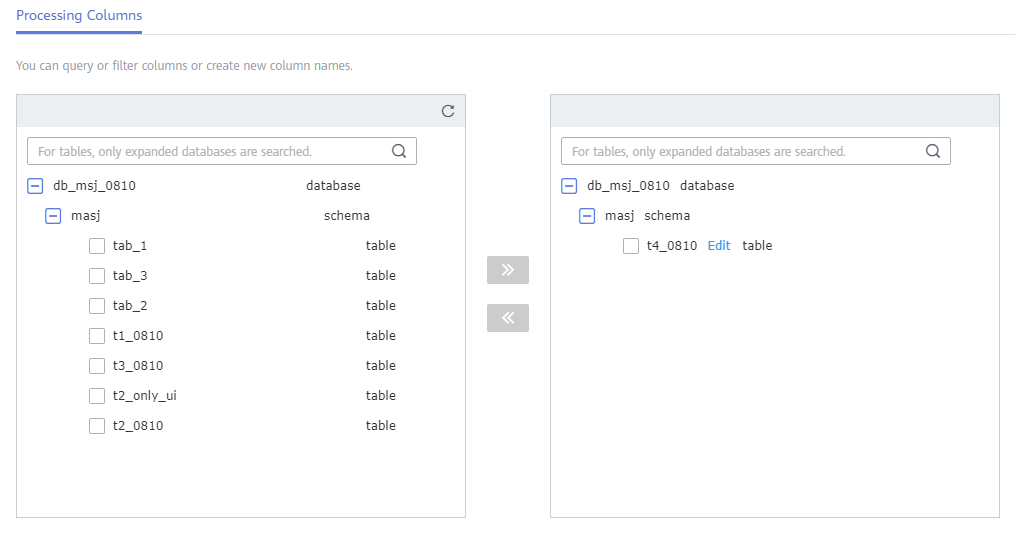 Processing Columns
You can query or filter columns or create new column names.
For tables, only expanded databases are searched.
db_msj_0810 database
masj schema
tab_1 table
tab_3 table
tab_2 table
t1_0810 table
t3_0810 table
t2_only_ui table
t2_0810 table
For tables, only expanded databases are searched.
db_msj_0810 database
masj schema
t4_0810 Edit table